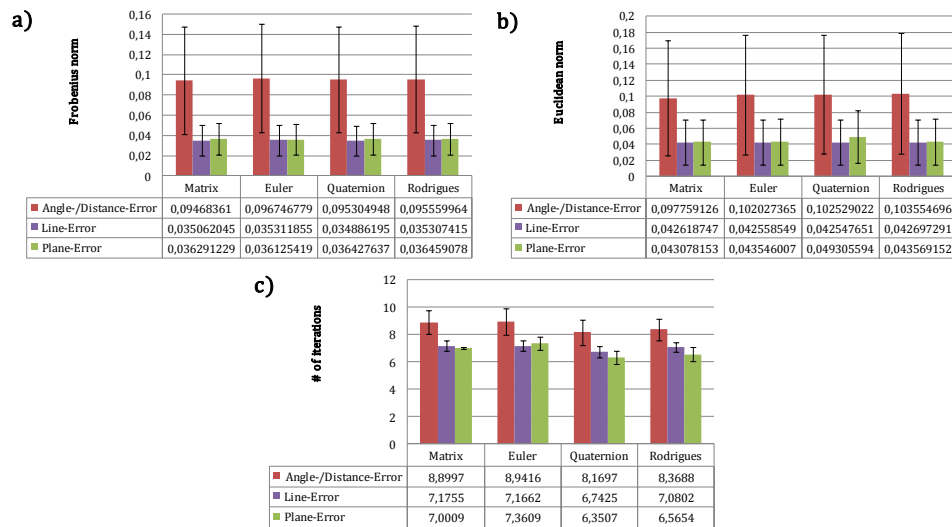 a)
Frobenius norm
0,16
0,14
0,12
0,1
0,08
0,06
0,04
0,02
0
Matrix Euler Quaternion Rodrigues
Angle-/Distance-Error 0,09468361 0,096746779 0,095304948 0,095559964
Line-Error 0,035062045 0,035311855 0,034886195 0,035307415
Plane-Error 0,036291229 0,036125419 0,036427637 0,036459078
b)
Euclidean norm
0,2
0,18
0,16
0,14
0,12
0,1
0,08
0,06
0,04
0,02
0
Matrix Euler Quaternion Rodrigues
Angle-/Distance-Error 0,097759126 0,102027365 0,102529022 0,103554696
Line-Error 0,042618747 0,042558549 0,042547651 0,042697291
Plane-Error 0,043078153 0,043546007 0,049305594 0,043569152
c)
# of iterations
12
10
8
6
4
2
0
Matrix Euler Quaternion Rodrigues
Angle-/Distance-Error 8,8997 8,9416 8,1697 8,3688
Line-Error 7,1755 7,1662 6,7425 7,0802
Plane-Error 7,0009 7,3609 6,3507 6,5654